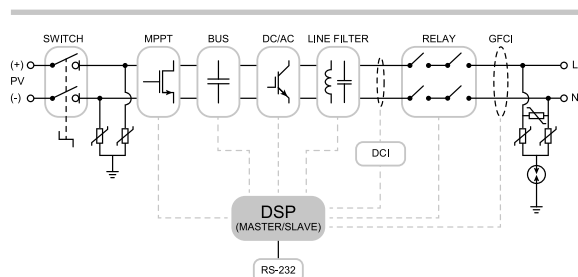 SWITCH MPPT BUS DC/AC LINE FILTER RELAY GFCI
(+) L
PV
(-) N
DCI
DSP
(MASTER/SLAVE)
RS-232